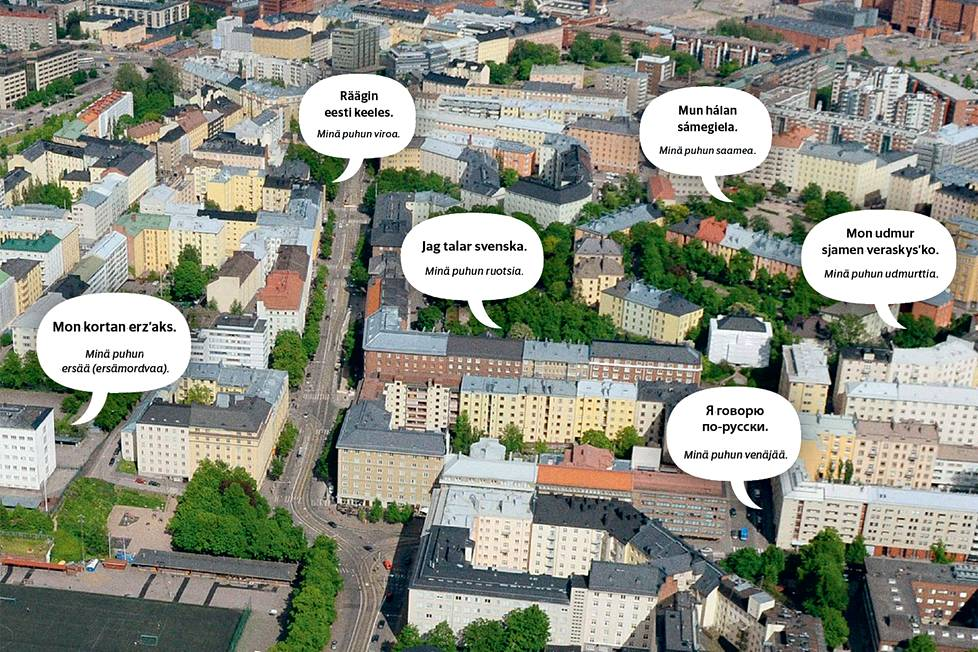 Räägin
eesti keeles.
Minä puhun viroa.
Mun hálan
sámegiela.
Minä puhun saamea.
Jag talar svenska.
Minä puhun ruotsia.
Mon udmur
sjamen veraskys'ko.
Minä puhun udmurttia.
Mon kortan erz'aks.
Minä puhun
ersää (ersämordvaa).
Я говорю
по-русски.
Minä puhun venäjää.